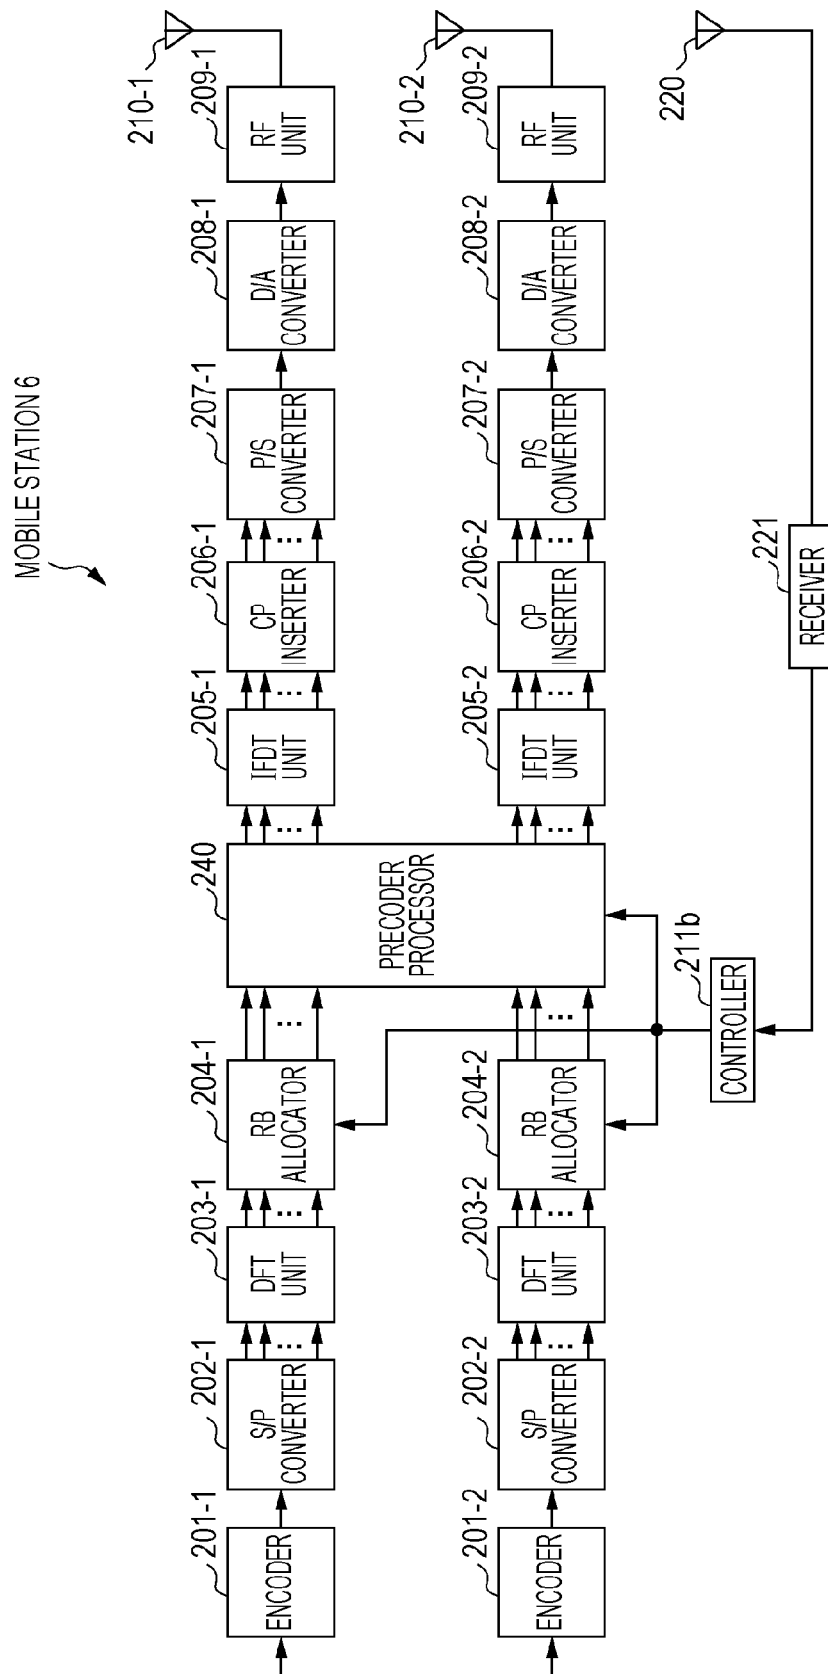 MOBILE STATION 6
201-1
ENCODER
202-1
S/P
CONVERTER
...
203-1
DFT
UNIT
...
204-1
RB
ALLOCATOR
...
240
PRECODER
PROCESSOR
...
205-1
IFDT
UNIT
...
206-1
CP
INSERTER
...
207-1
P/S
CONVERTER
208-1
D/A
CONVERTER
209-1
RF
UNIT
210-1
201-2
ENCODER
202-2
S/P
CONVERTER
...
203-2
DFT
UNIT
...
204-2
RB
ALLOCATOR
...
...
205-2
IFDT
UNIT
...
206-2
CP
INSERTER
...
207-2
P/S
CONVERTER
208-2
D/A
CONVERTER
209-2
RF
UNIT
210-2
211b
CONTROLLER
221
RECEIVER
220